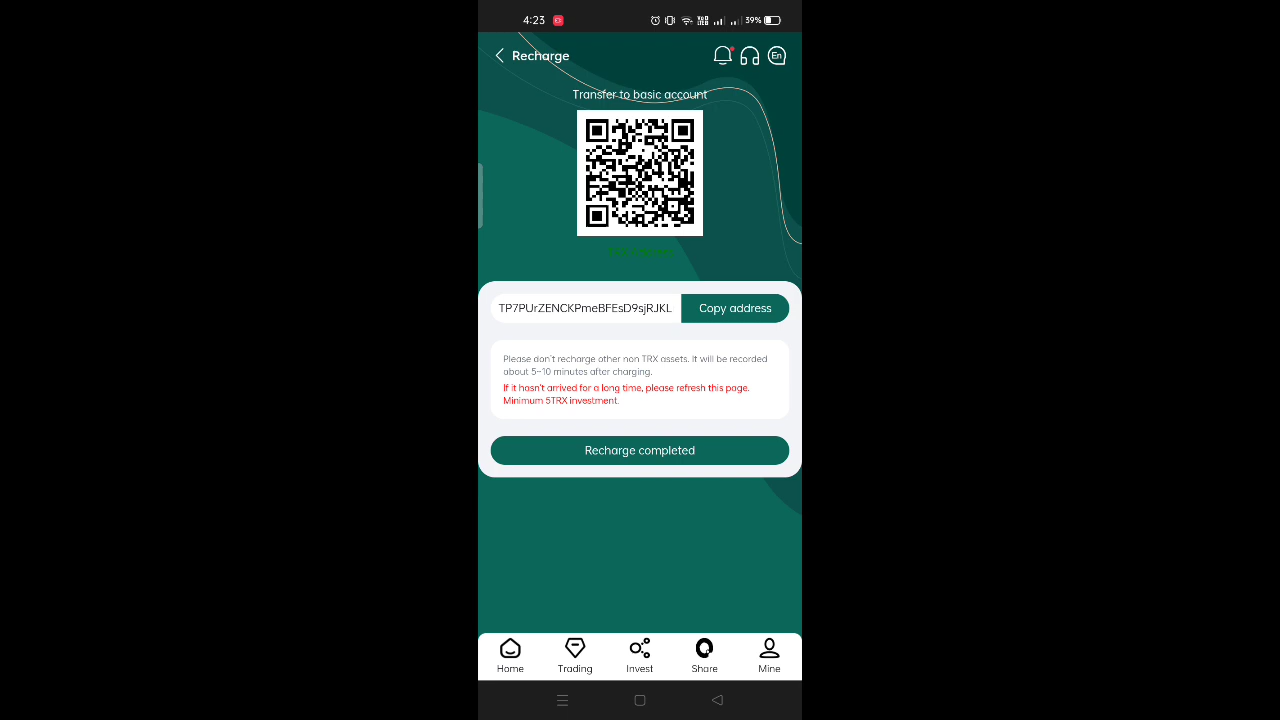 4:23
39%
Recharge
En
Transfer to basic account
TP7PUrZENCKPmeBFEsD9sjRJKL
Copy address
Please don't recharge other non TRX assets. It will be recorded
about 5~10 minutes after charging.
If it hasn't arrived for a long time, please refresh this page.
Minimum 5TRX investment.
Recharge completed
Home
Trading
Invest
Share
Mine